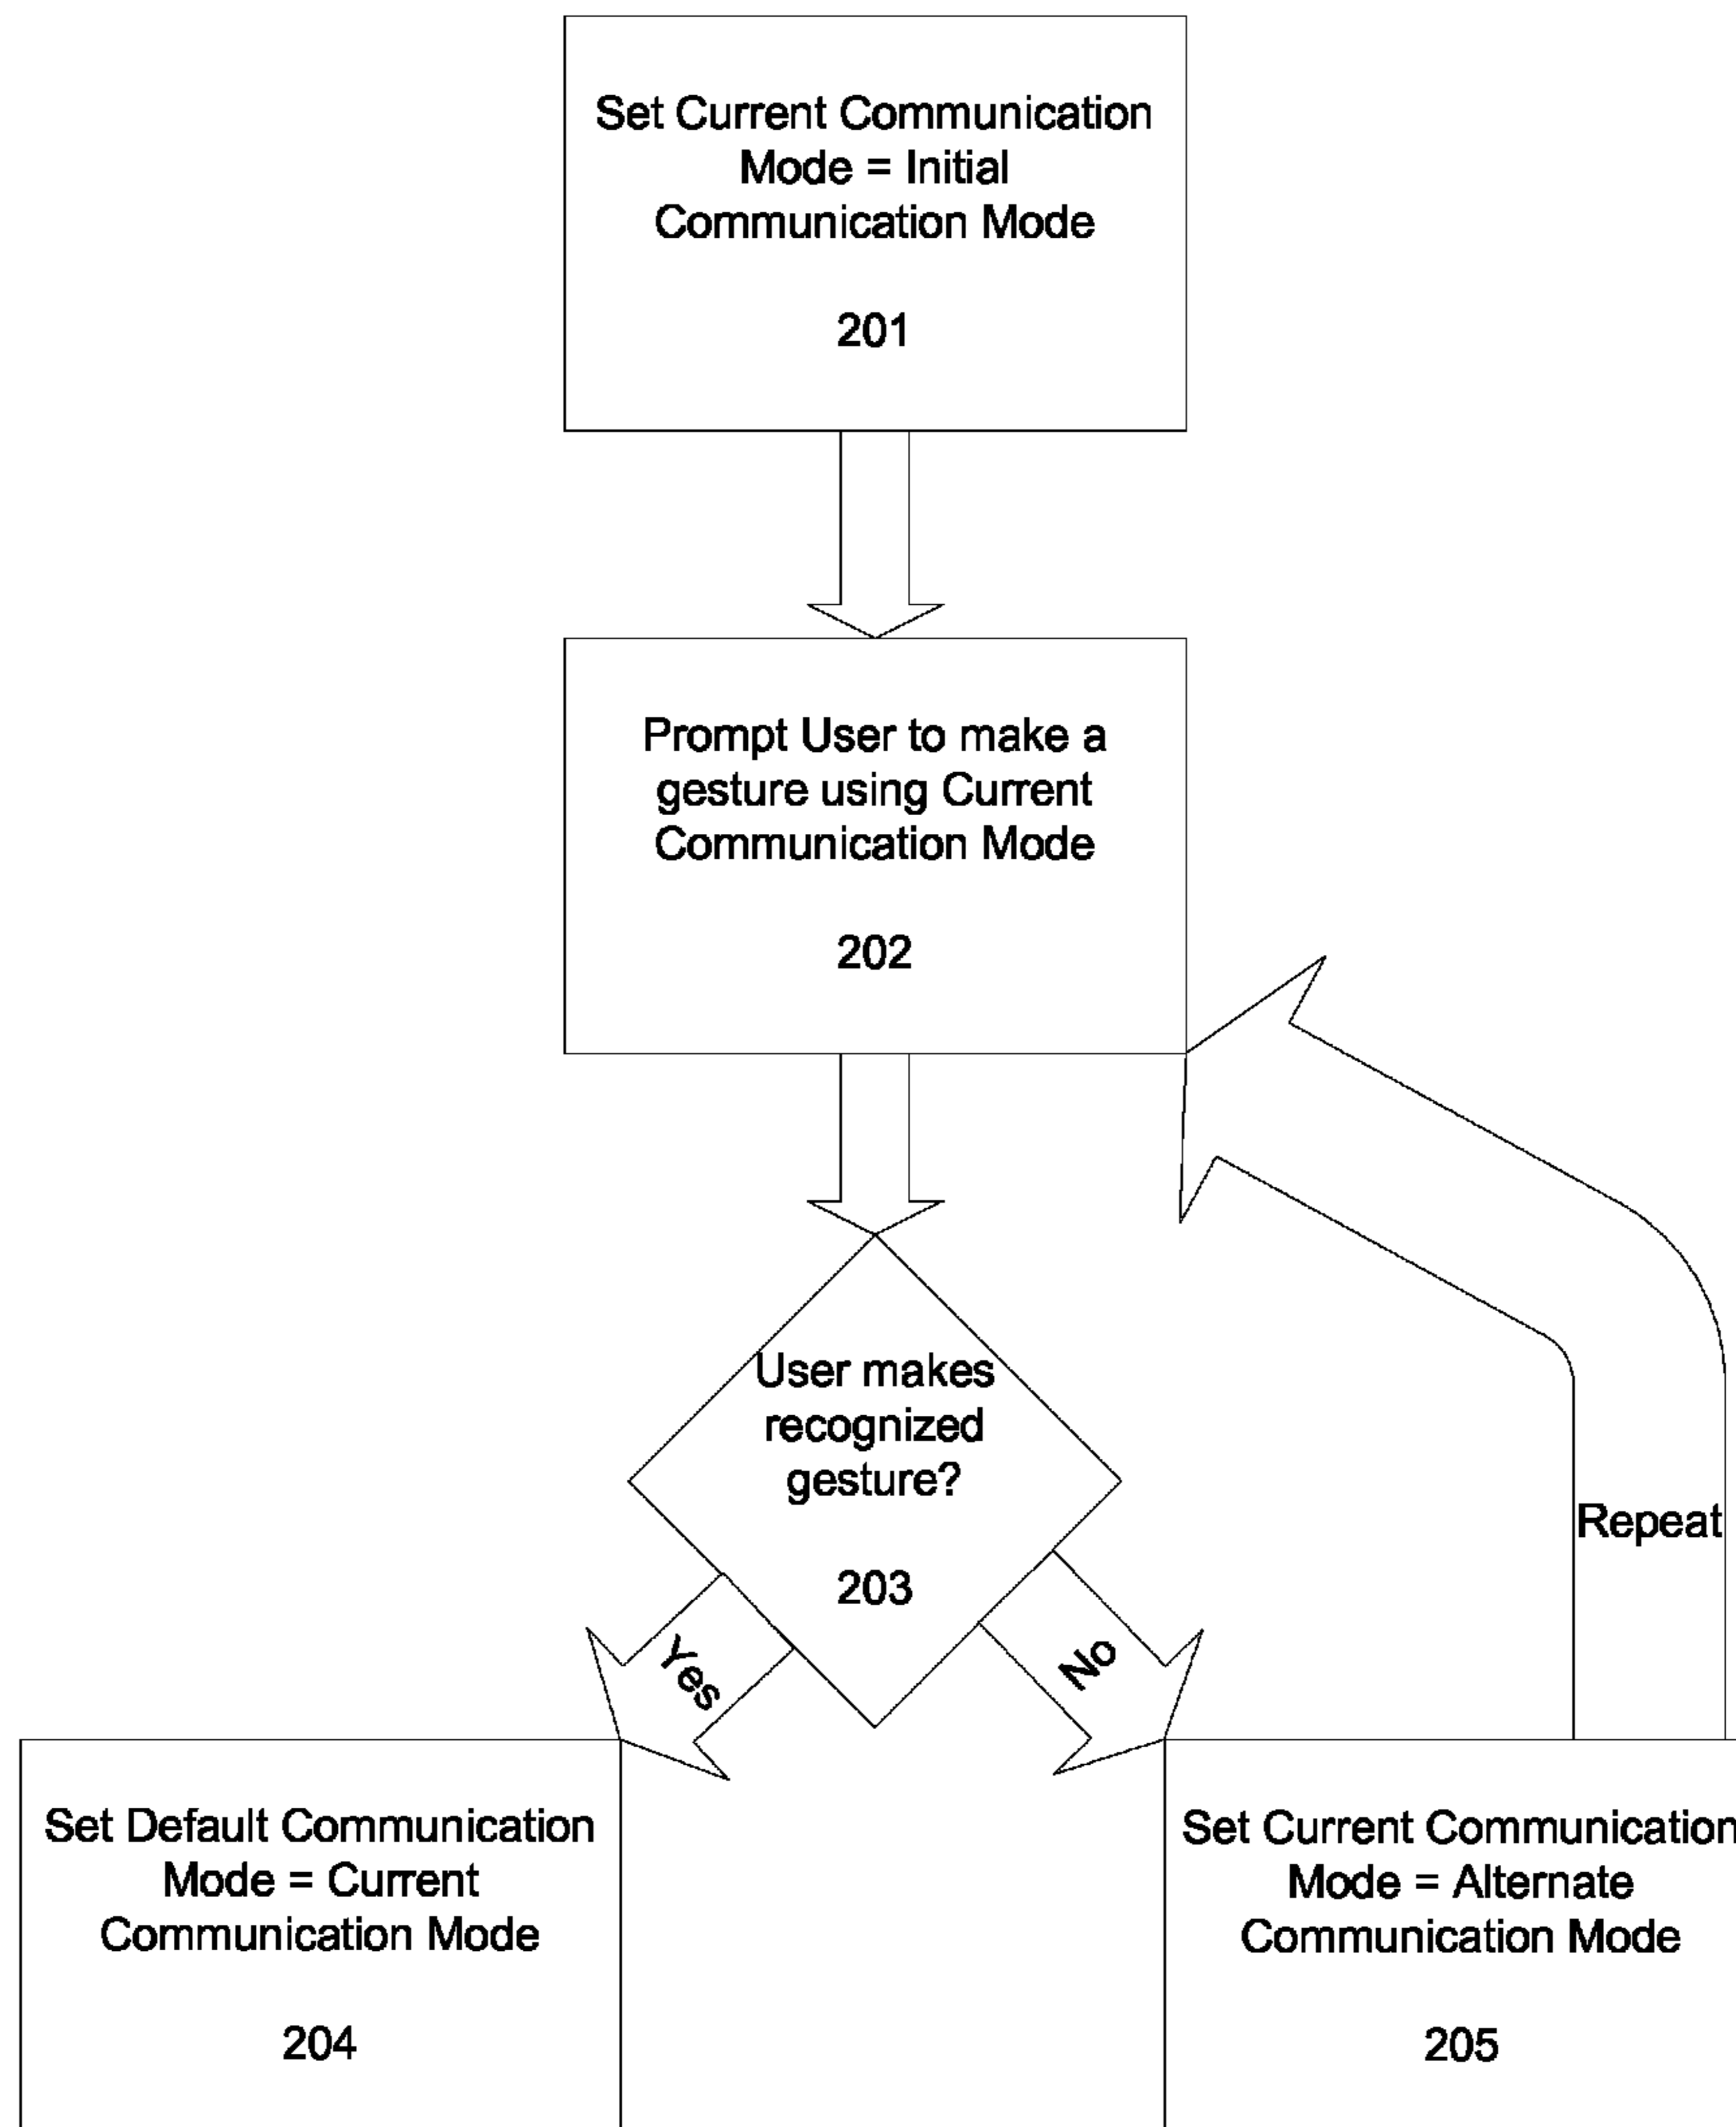 Set Current Communication
Mode = Initial
Communication Mode
201
Prompt User to make a
gesture using Current
Communication Mode
202
User makes
recognized
gesture?
203
Yes
No
Repeat
Set Default Communication
Mode = Current
Communication Mode
204
Set Current Communication
Mode = Alternate
Communication Mode
205